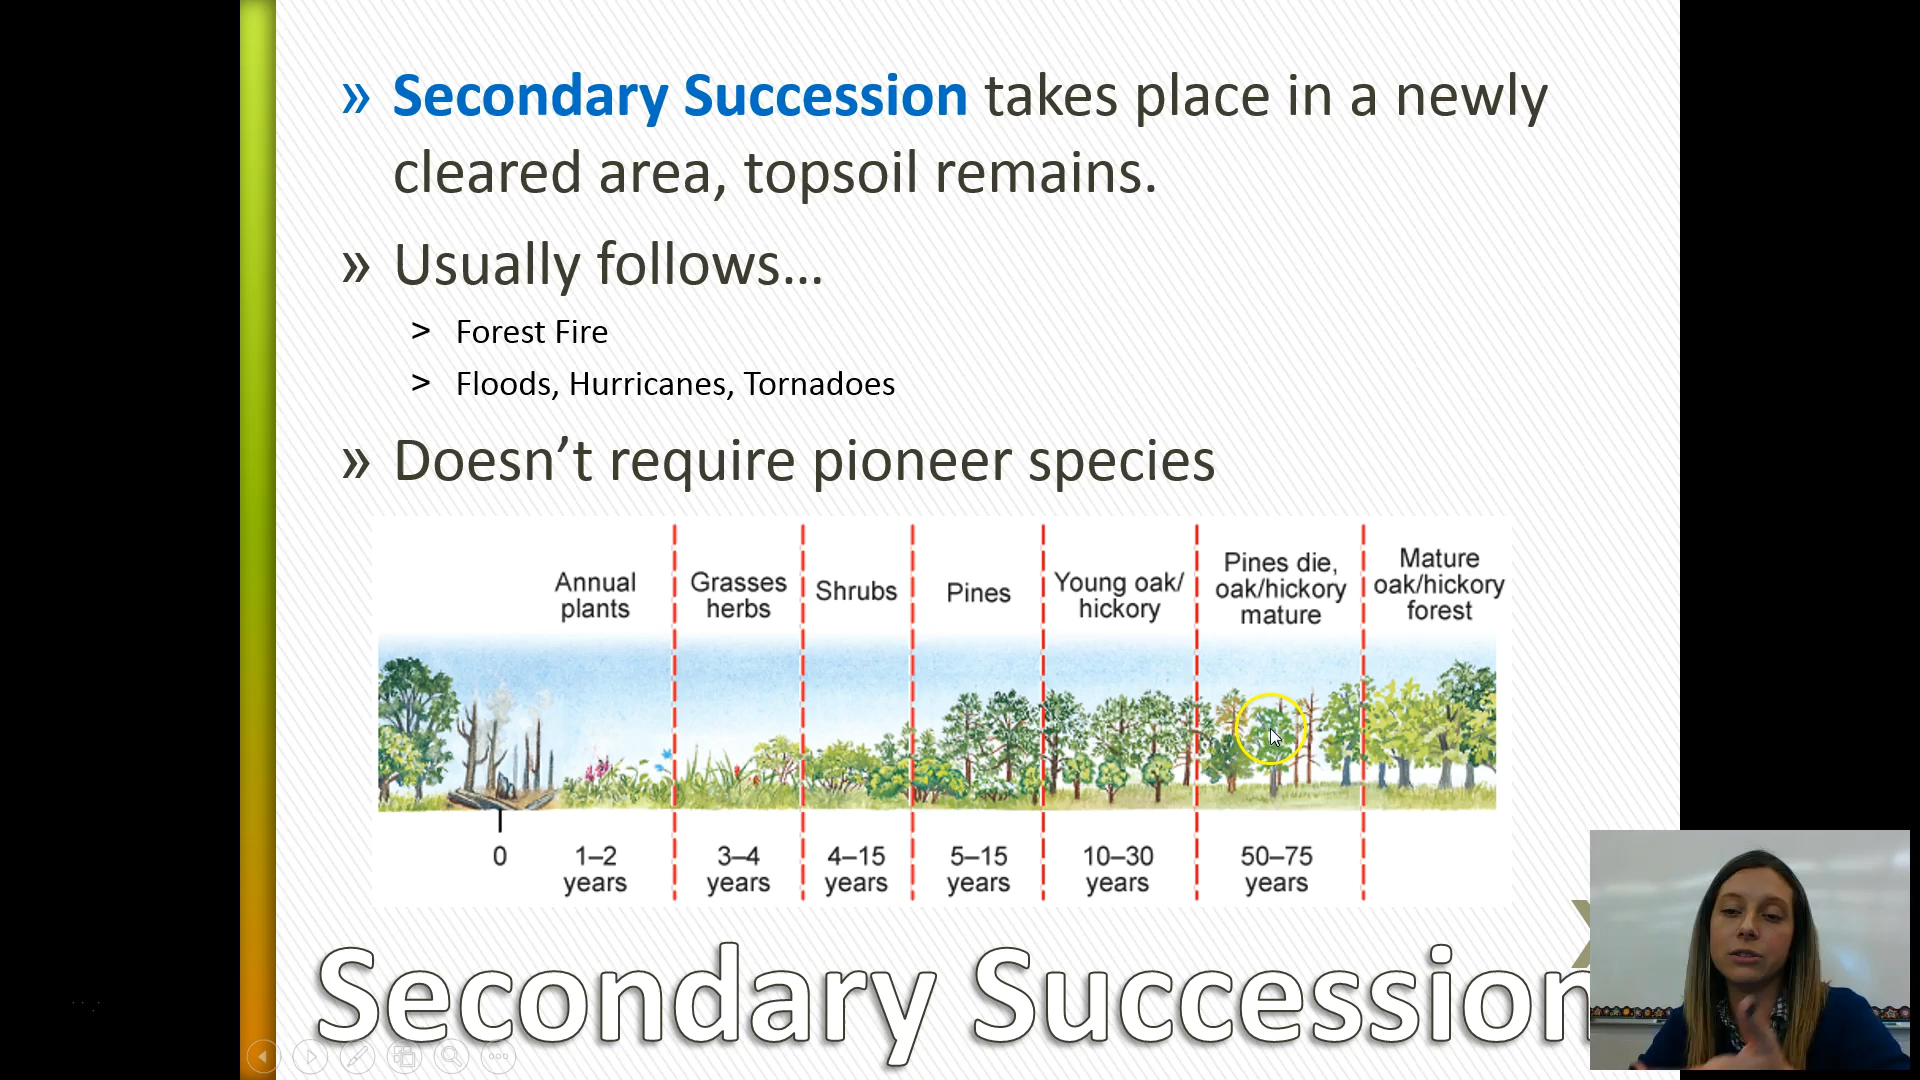 » Secondary Succession takes place in a newly
cleared area, topsoil remains.
» Usually follows…
> Forest Fire
> Floods, Hurricanes, Tornadoes
» Doesn’t require pioneer species
Annual
plants
Grasses
herbs
Shrubs
Pines
Young oak/
hickory
Pines die,
oak/hickory
mature
Mature
oak/hickory
forest
0
1–2
years
3–4
years
4–15
years
5–15
years
10–30
years
50–75
years
Secondary Succession